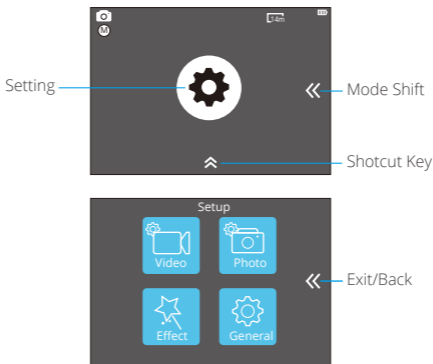 M
14m
Setting
Mode Shift
Shotcut Key
Setup
Video
Photo
Exit/Back
Effect
General